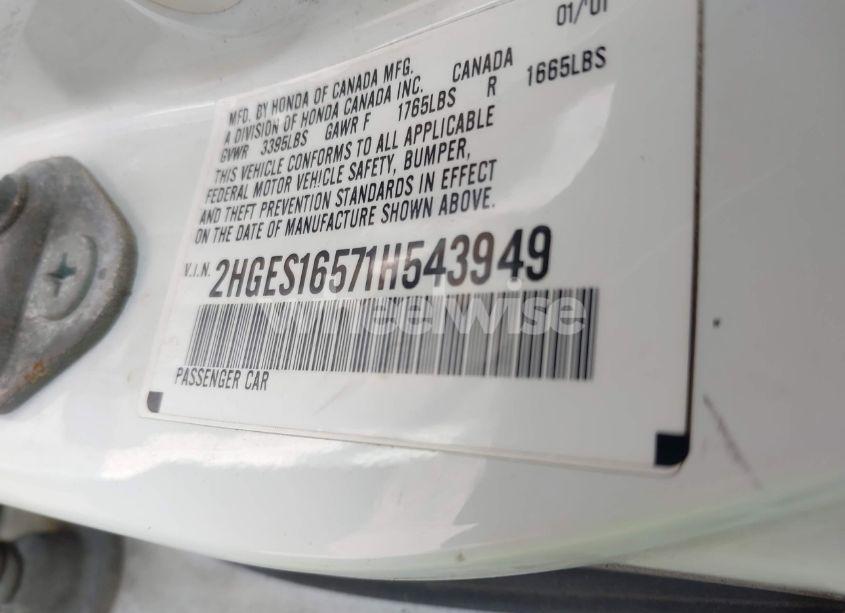 01/'01
MFD. BY HONDA OF CANADA MFG.
A DIVISION OF HONDA CANADA INC. CANADA
GVWR 3395LBS GAWR F 1765LBS R 1665LBS
THIS VEHICLE CONFORMS TO ALL APPLICABLE
FEDERAL MOTOR VEHICLE SAFETY, BUMPER,
AND THEFT PREVENTION STANDARDS IN EFFECT
ON THE DATE OF MANUFACTURE SHOWN ABOVE.
V.I.N. 2HGES16571H543949
wheelwise
PASSENGER CAR